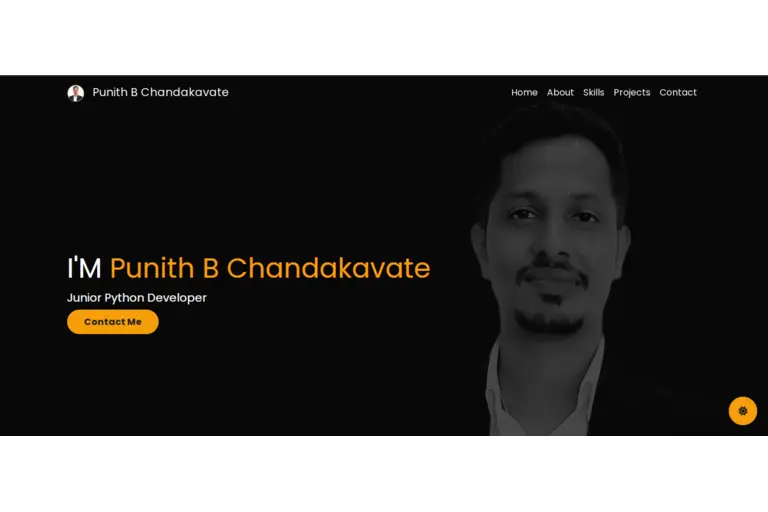 Punith B Chandakavate
Home About Skills Projects Contact
I'M Punith B Chandakavate
Junior Python Developer
Contact Me